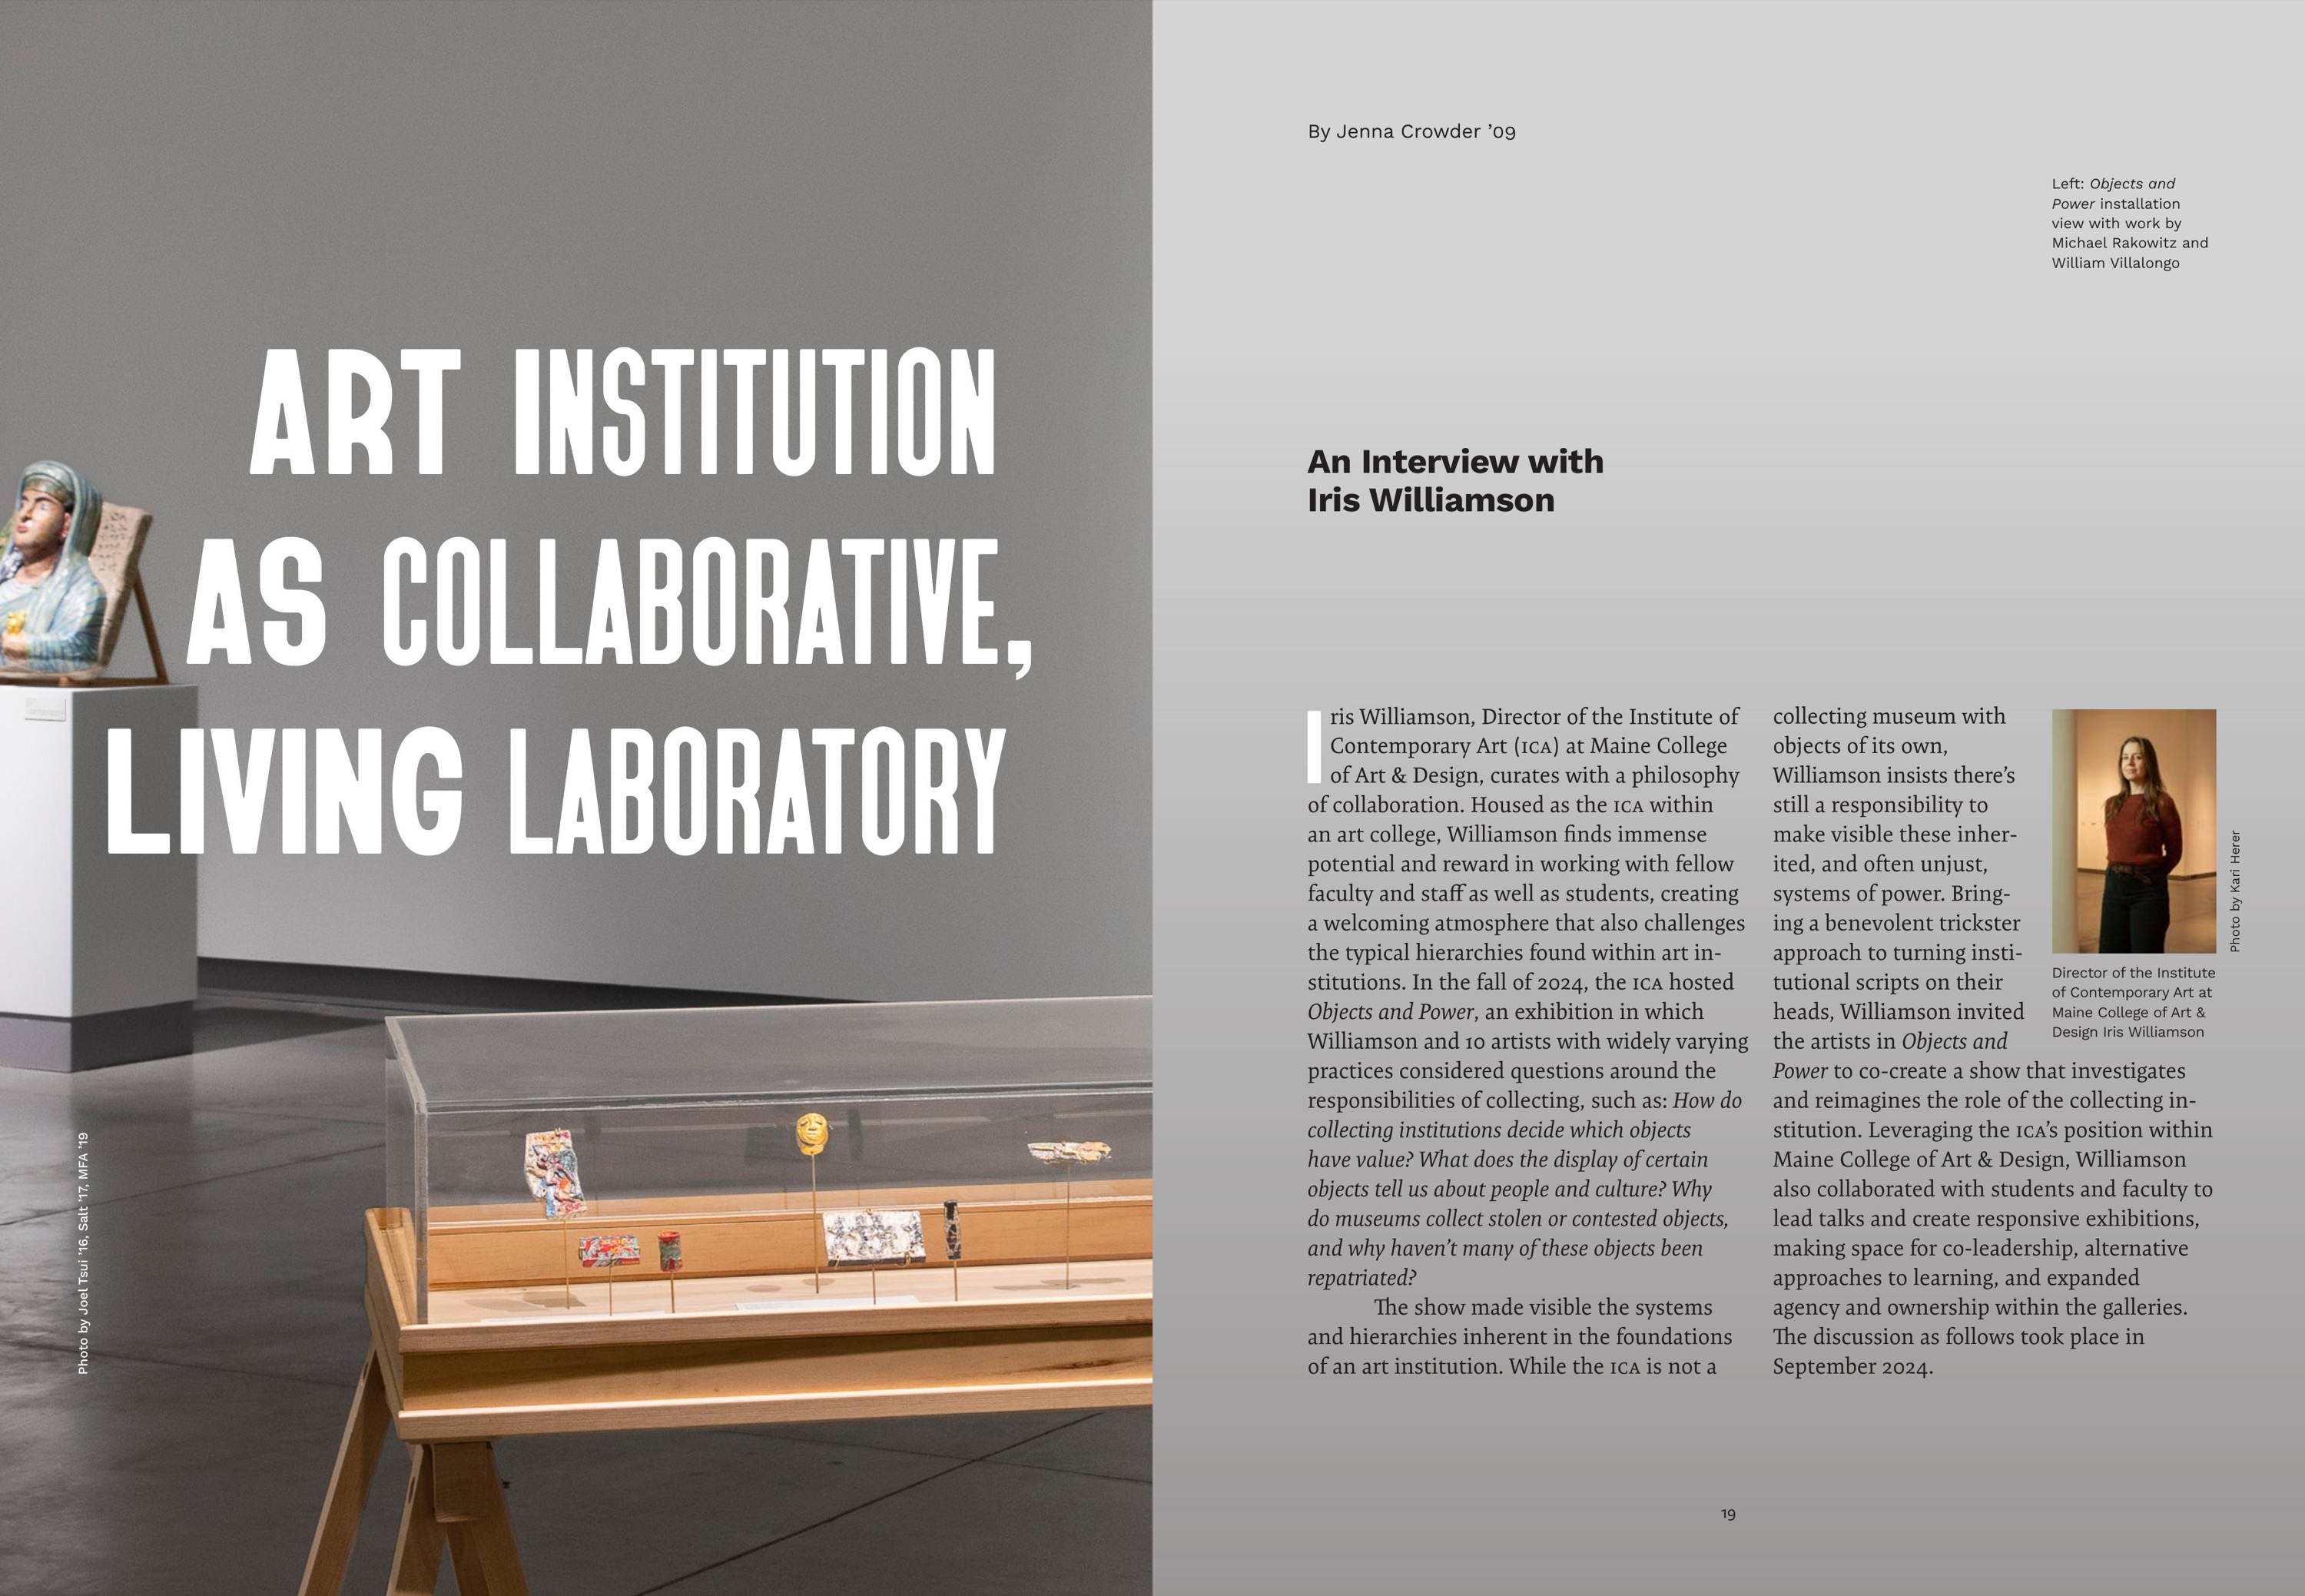 ART INSTITUTION
AS COLLABORATIVE,
LIVING LABORATORY
Photo by Joel Tsui '16, Salt '17, MFA '19
By Jenna Crowder ’09
Left: Objects and
Power installation
view with work by
Michael Rakowitz and
William Villalongo
An Interview with
Iris Williamson
Iris Williamson, Director of the Institute of
Contemporary Art (ICA) at Maine College
of Art & Design, curates with a philosophy
of collaboration. Housed as the ICA within
an art college, Williamson finds immense
potential and reward in working with fellow
faculty and staff as well as students, creating
a welcoming atmosphere that also challenges
the typical hierarchies found within art in-
stitutions. In the fall of 2024, the ICA hosted
Objects and Power, an exhibition in which
Williamson and 10 artists with widely varying
practices considered questions around the
responsibilities of collecting, such as: How do
collecting institutions decide which objects
have value? What does the display of certain
objects tell us about people and culture? Why
do museums collect stolen or contested objects,
and why haven’t many of these objects been
repatriated?
The show made visible the systems
and hierarchies inherent in the foundations
of an art institution. While the ICA is not a
collecting museum with
objects of its own,
Williamson insists there’s
still a responsibility to
make visible these inher-
ited, and often unjust,
systems of power. Bring-
ing a benevolent trickster
approach to turning insti-
tutional scripts on their
heads, Williamson invited
the artists in Objects and
Power to co-create a show that investigates
and reimagines the role of the collecting in-
stitution. Leveraging the ICA’s position within
Maine College of Art & Design, Williamson
also collaborated with students and faculty to
lead talks and create responsive exhibitions,
making space for co-leadership, alternative
approaches to learning, and expanded
agency and ownership within the galleries.
The discussion as follows took place in
September 2024.
Photo by Kari Herer
Director of the Institute
of Contemporary Art at
Maine College of Art &
Design Iris Williamson
19